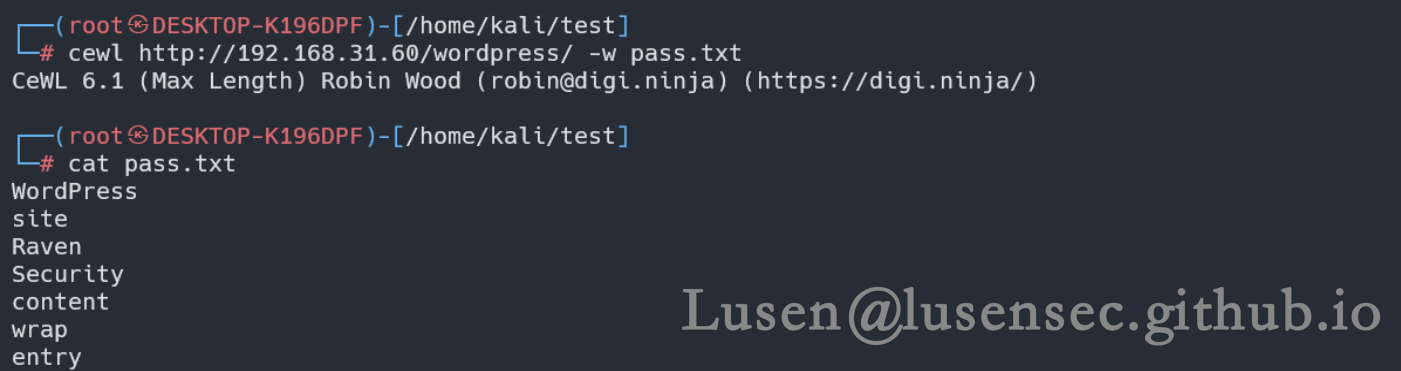 ┌──(root㉿DESKTOP-K196DPF)-[/home/kali/test]
└─# cewl http://192.168.31.60/wordpress/ -w pass.txt
CeWL 6.1 (Max Length) Robin Wood (robin@digi.ninja) (https://digi.ninja/)
┌──(root㉿DESKTOP-K196DPF)-[/home/kali/test]
└─# cat pass.txt
WordPress
site
Raven
Security
content
wrap
entry
Lusen@lusensec.github.io